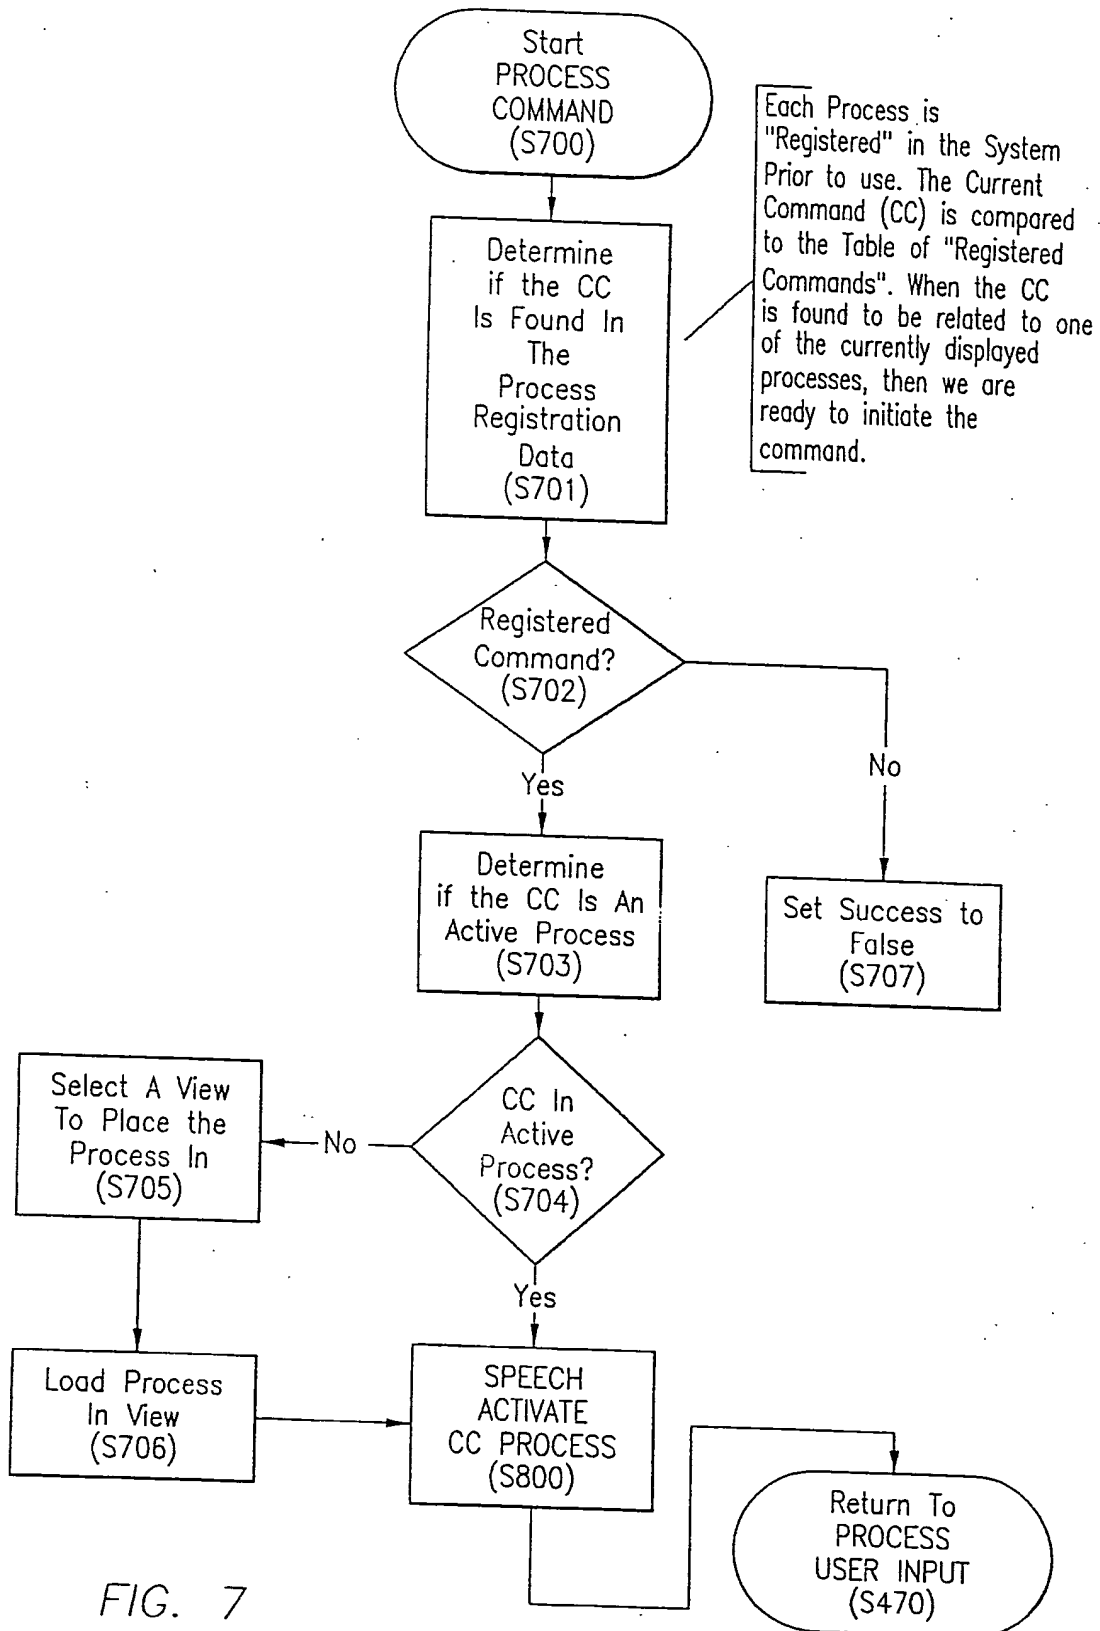 Start
PROCESS
COMMAND
(S700)
Each Process is
"Registered" in the System
Prior to use. The Current
Command (CC) is compared
to the Table of "Registered
Commands". When the CC
is found to be related to one
of the currently displayed
processes, then we are
ready to initiate the
command.
Determine
if the CC
Is Found In
The
Process
Registration
Data
(S701)
Registered
Command?
(S702)
No
Yes
Determine
if the CC Is An
Active Process
(S703)
Set Success to
False
(S707)
CC In
Active
Process?
(S704)
No
Select A View
To Place the
Process In
(S705)
Yes
Load Process
In View
(S706)
SPEECH
ACTIVATE
CC PROCESS
(S800)
Return To
PROCESS
USER INPUT
(S470)
FIG. 7